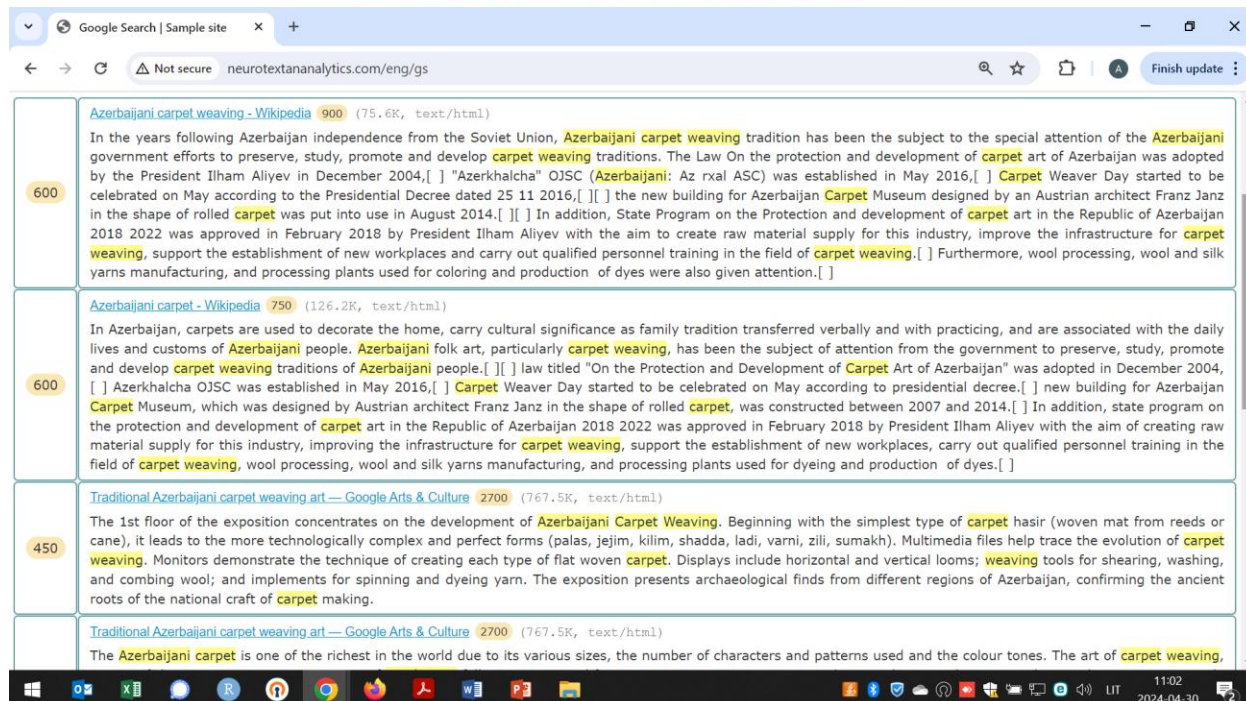 Google Search | Sample site
Not secure neurotextananalytics.com/eng/gs
A
Finish update
Azerbaijani carpet weaving - Wikipedia 900 (75.6K, text/html)
In the years following Azerbaijan independence from the Soviet Union, Azerbaijani carpet weaving tradition has been the subject to the special attention of the Azerbaijani
government efforts to preserve, study, promote and develop carpet weaving traditions. The Law On the protection and development of carpet art of Azerbaijan was adopted
by the President Ilham Aliyev in December 2004,[ ] "Azerkhalcha" OJSC (Azerbaijani: Az rxal ASC) was established in May 2016,[ ] Carpet Weaver Day started to be
600
celebrated on May according to the Presidential Decree dated 25 11 2016,[ ][ ] the new building for Azerbaijan Carpet Museum designed by an Austrian architect Franz Janz
in the shape of rolled carpet was put into use in August 2014.[ ][ ] In addition, State Program on the Protection and development of carpet art in the Republic of Azerbaijan
2018 2022 was approved in February 2018 by President Ilham Aliyev with the aim to create raw material supply for this industry, improve the infrastructure for carpet
weaving, support the establishment of new workplaces and carry out qualified personnel training in the field of carpet weaving.[ ] Furthermore, wool processing, wool and silk
yarns manufacturing, and processing plants used for coloring and production of dyes were also given attention.[ ]
Azerbaijani carpet - Wikipedia 750 (126.2K, text/html)
In Azerbaijan, carpets are used to decorate the home, carry cultural significance as family tradition transferred verbally and with practicing, and are associated with the daily
lives and customs of Azerbaijani people. Azerbaijani folk art, particularly carpet weaving, has been the subject of attention from the government to preserve, study, promote
and develop carpet weaving traditions of Azerbaijani people.[ ][ ] law titled "On the Protection and Development of Carpet Art of Azerbaijan" was adopted in December 2004,
600
[ ] Azerkhalcha OJSC was established in May 2016,[ ] Carpet Weaver Day started to be celebrated on May according to presidential decree.[ ] new building for Azerbaijan
Carpet Museum, which was designed by Austrian architect Franz Janz in the shape of rolled carpet, was constructed between 2007 and 2014.[ ] In addition, state program on
the protection and development of carpet art in the Republic of Azerbaijan 2018 2022 was approved in February 2018 by President Ilham Aliyev with the aim of creating raw
material supply for this industry, improving the infrastructure for carpet weaving, support the establishment of new workplaces, carry out qualified personnel training in the
field of carpet weaving, wool processing, wool and silk yarns manufacturing, and processing plants used for dyeing and production of dyes.[ ]
Traditional Azerbaijani carpet weaving art — Google Arts & Culture 2700 (767.5K, text/html)
The 1st floor of the exposition concentrates on the development of Azerbaijani Carpet Weaving. Beginning with the simplest type of carpet hasir (woven mat from reeds or
cane), it leads to the more technologically complex and perfect forms (palas, jejim, kilim, shadda, ladi, varni, zili, sumakh). Multimedia files help trace the evolution of carpet
450
weaving. Monitors demonstrate the technique of creating each type of flat woven carpet. Displays include horizontal and vertical looms; weaving tools for shearing, washing,
and combing wool; and implements for spinning and dyeing yarn. The exposition presents archaeological finds from different regions of Azerbaijan, confirming the ancient
roots of the national craft of carpet making.
Traditional Azerbaijani carpet weaving art — Google Arts & Culture 2700 (767.5K, text/html)
The Azerbaijani carpet is one of the richest in the world due to its various sizes, the number of characters and patterns used and the colour tones. The art of carpet weaving,
LIT
11:02
2024-04-30